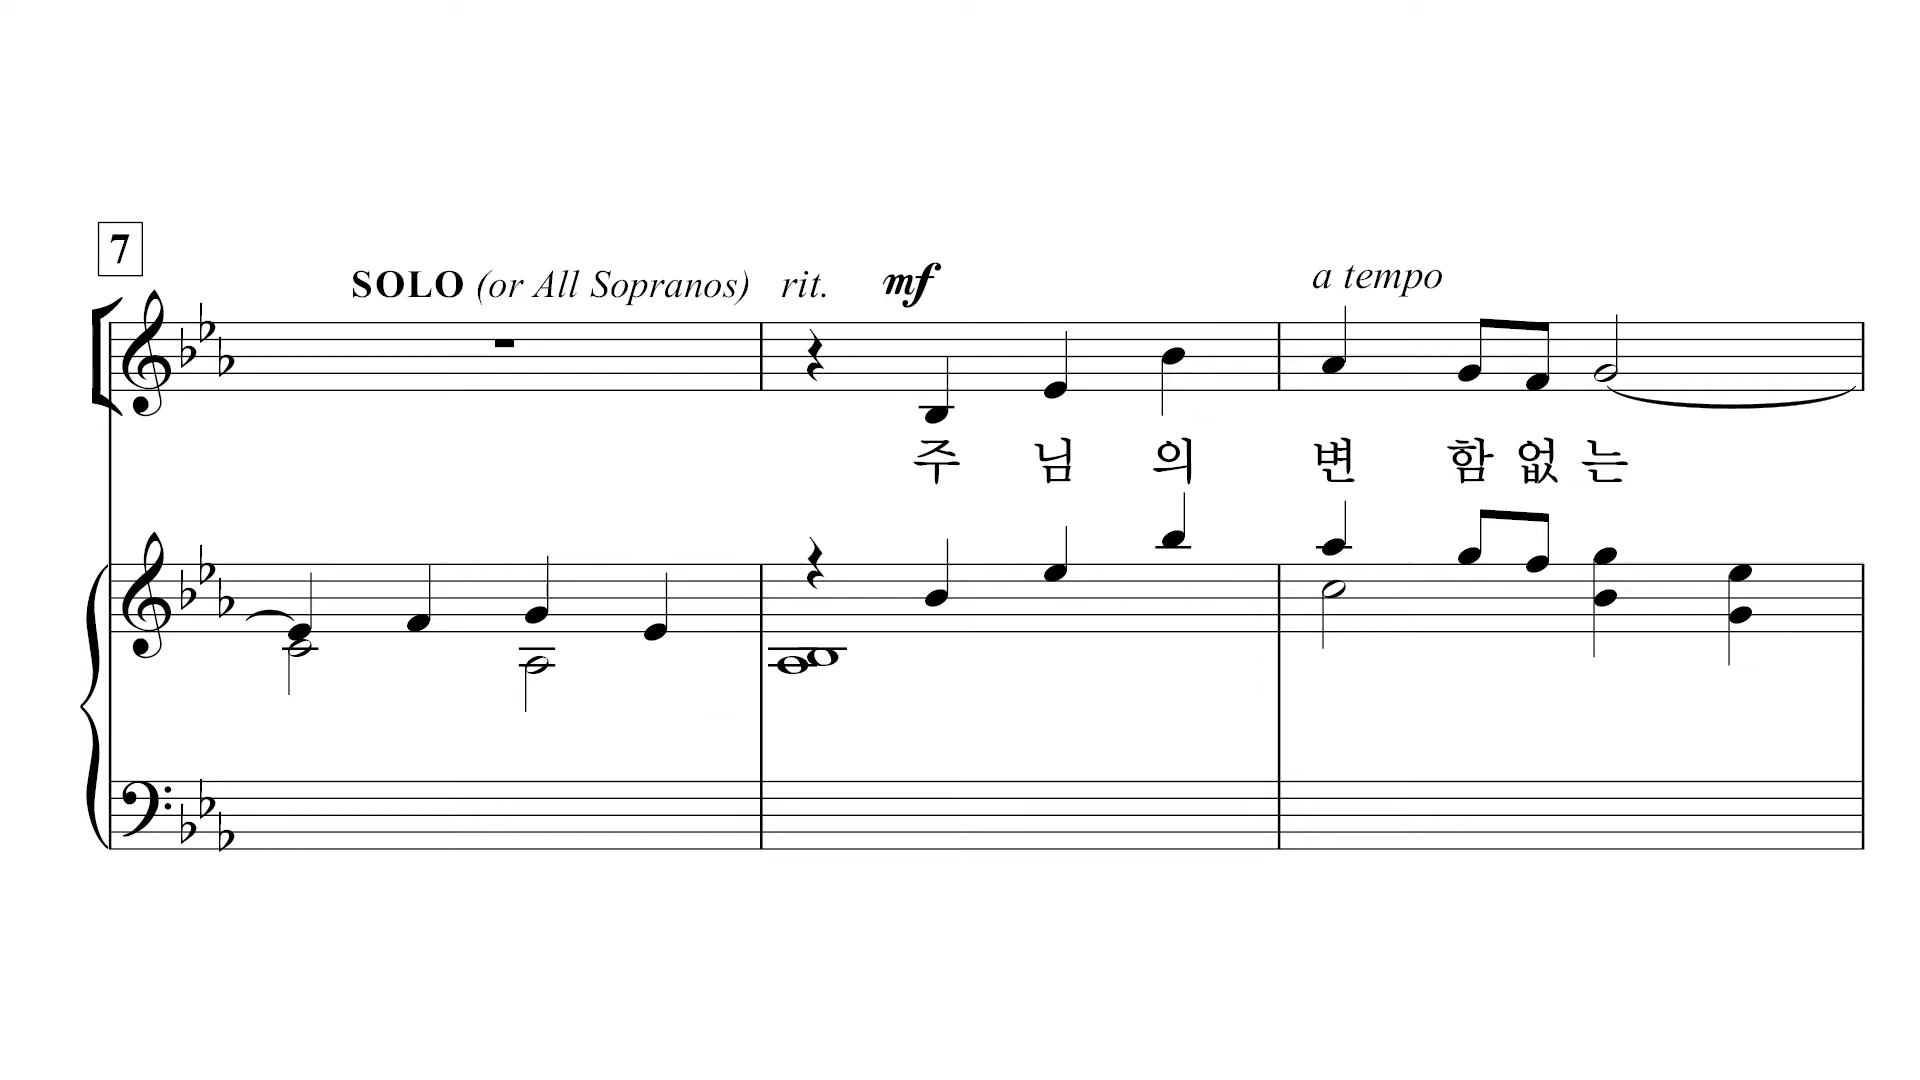 7
SOLO (or All Sopranos) rit. mf a tempo
주 님 의 변 함 없 는